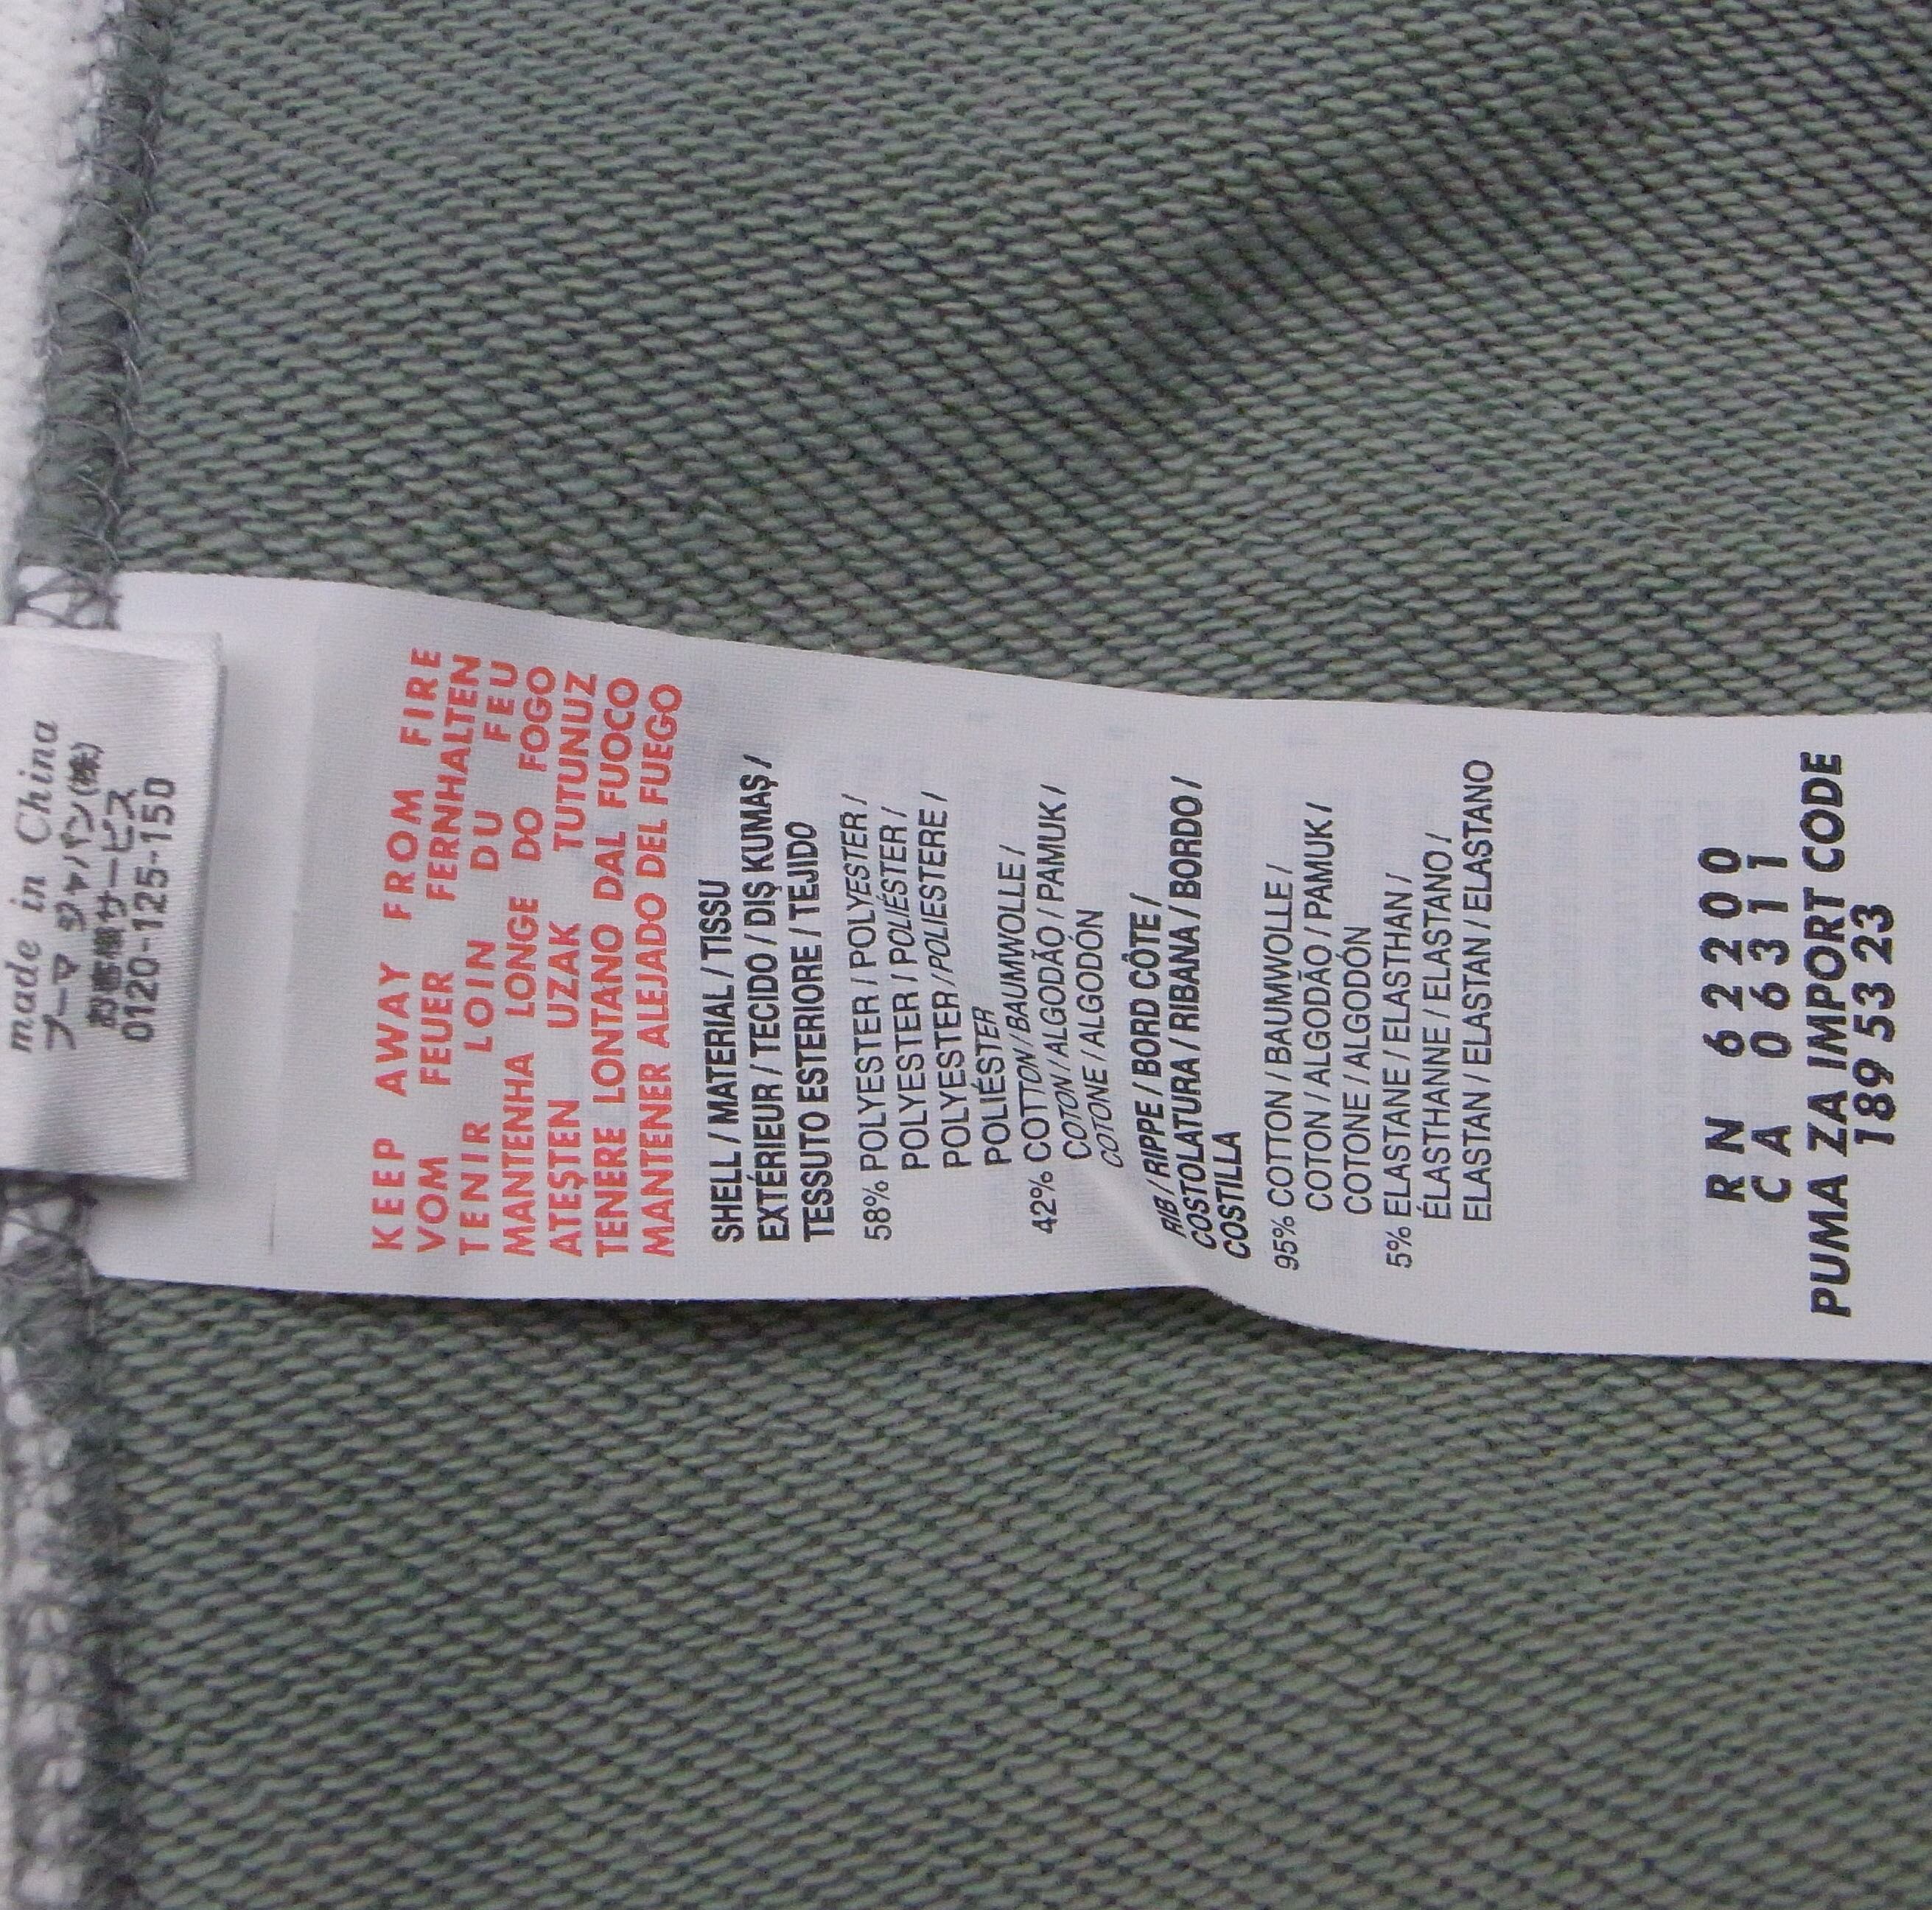 made in China
プーマ ジャパン(株)
お客様サービス
0120-125-150
KEEP AWAY FROM FIRE
VOM FEUER FERNHALTEN
TENIR LOIN DU FEU
MANTENHA LONGE DO FOGO
ATEŞTEN UZAK TUTUNUZ
TENERE LONTANO DAL FUOCO
MANTENER ALEJADO DEL FUEGO
SHELL / MATERIAL / TISSU
EXTÉRIEUR / TECIDO / DIŞ KUMAŞ /
TESSUTO ESTERIORE / TEJIDO
58% POLYESTER / POLYESTER /
POLYESTER / POLIÉSTER /
POLYESTER / POLIESTERE /
POLIÉSTER
42% COTTON / BAUMWOLLE /
COTON / ALGODÃO / PAMUK /
COTONE / ALGODÓN
RIB / RIPPE / BORD CÔTE /
COSTOLATURA / RIBANA / BORDO /
COSTILLA
95% COTTON / BAUMWOLLE /
COTON / ALGODÃO / PAMUK /
COTONE / ALGODÓN
5% ELASTANE / ELASTHAN /
ÉLASTHANNE / ELASTANO /
ELASTAN / ELASTAN / ELASTANO
RN 62200
CA 06311
PUMA ZA IMPORT CODE
189 53 23